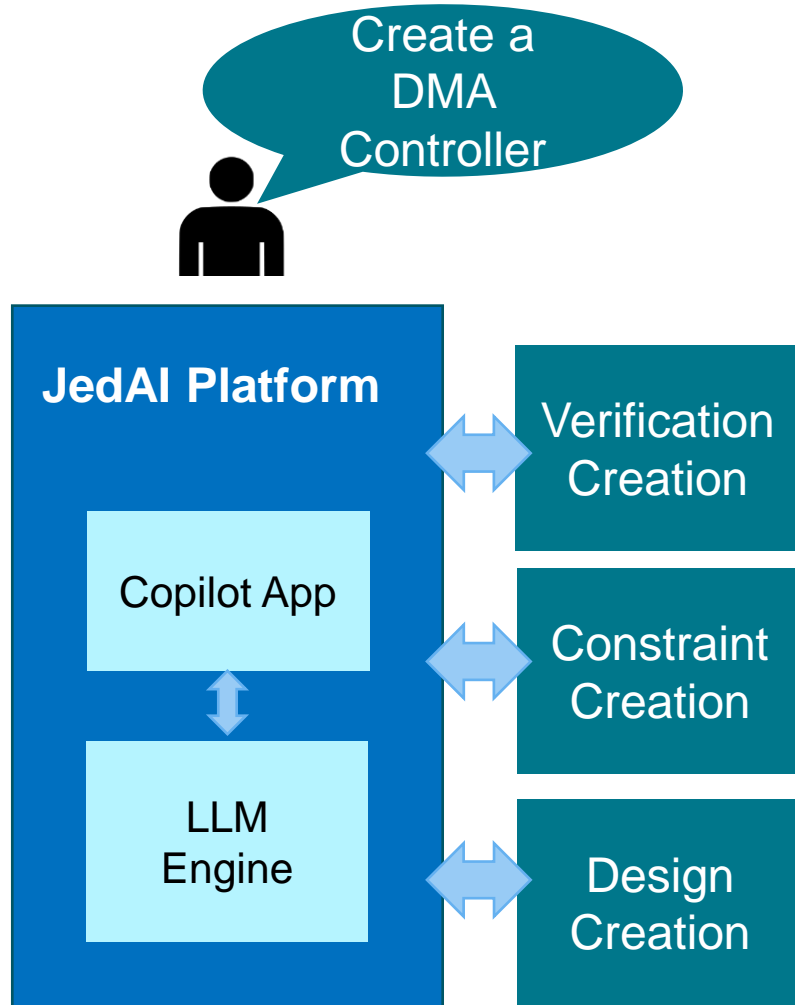 Create a
DMA
Controller
JedAI Platform
Copilot App
LLM
Engine
Verification
Creation
Constraint
Creation
Design
Creation